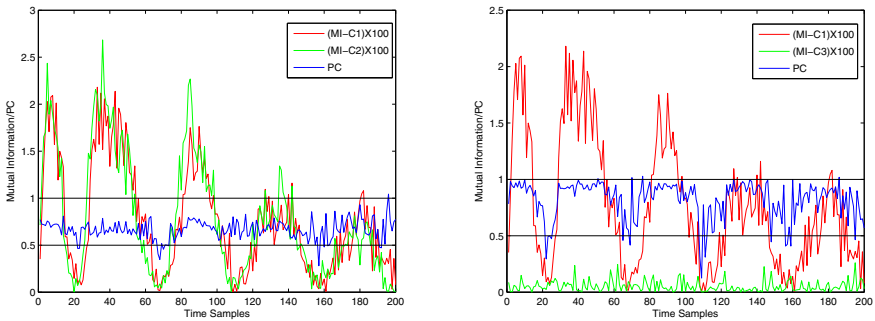 3
2.5
2
1.5
1
0.5
0
Mutual Information/PC
(MI-C1)X100
(MI-C2)X100
PC
0 20 40 60 80 100 120 140 160 180 200
Time Samples
2.5
2
1.5
1
0.5
0
Mutual Information/PC
(MI-C1)X100
(MI-C3)X100
PC
0 20 40 60 80 100 120 140 160 180 200
Time Samples